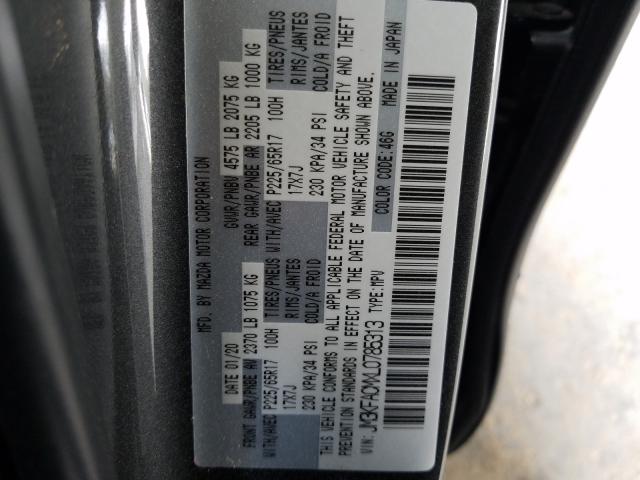 MFD. BY MAZDA MOTOR CORPORATION
DATE 01/20 GVWR/PNBV 4575 LB 2075 KG
FRONT GAWR/PNBE AV 2370 LB 1075 KG REAR GAWR/PNBE AR 2205 LB 1000 KG
WITH/AVEC P225/65R17 100H TIRES/PNEUS WITH/AVEC P225/65R17 100H TIRES/PNEUS
17X7J RIMS/JANTES 17X7J RIMS/JANTES
230 KPA/34 PSI COLD/A FROID 230 KPA/34 PSI COLD/A FROID
THIS VEHICLE CONFORMS TO ALL APPLICABLE FEDERAL MOTOR VEHICLE SAFETY AND THEFT
PREVENTION STANDARDS IN EFFECT ON THE DATE OF MANUFACTURE SHOWN ABOVE.
VIN: TYPE:MPV COLOR CODE:46G MADE IN JAPAN